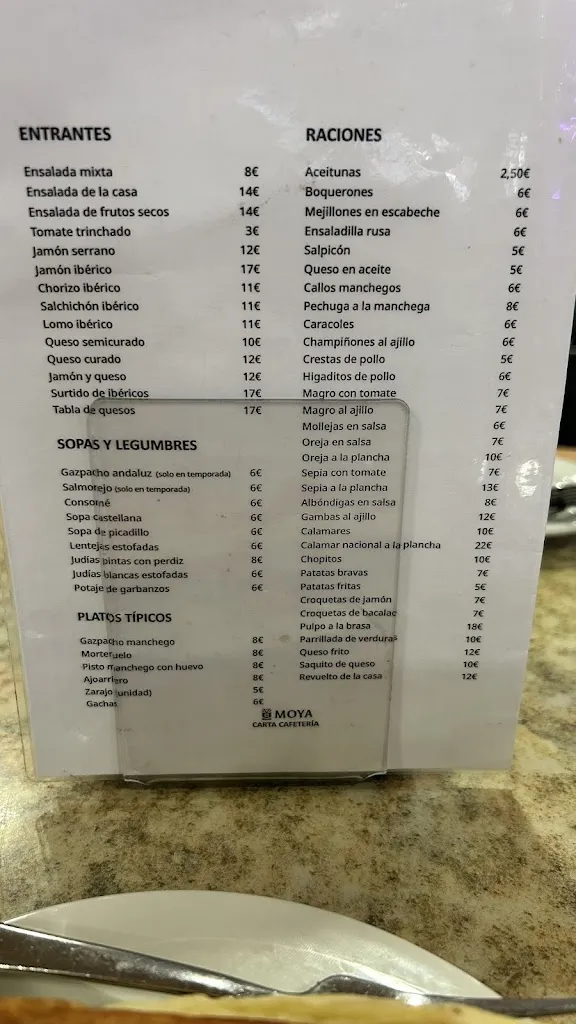 ENTRANTES
Ensalada mixta 8€
Ensalada de la casa 14€
Ensalada de frutos secos 14€
Tomate trinchado 3€
Jamón serrano 12€
Jamón ibérico 17€
Chorizo ibérico 11€
Salchichón ibérico 11€
Lomo ibérico 11€
Queso semicurado 10€
Queso curado 12€
Jamón y queso 12€
Surtido de ibéricos 17€
Tabla de quesos 17€
SOPAS Y LEGUMBRES
Gazpacho andaluz (solo en temporada) 6€
Salmorejo (solo en temporada) 6€
Consomé 6€
Sopa castellana 6€
Sopa de picadillo 6€
Lentejas estofadas 6€
Judías pintas con perdiz 8€
Judías blancas estofadas 6€
Potaje de garbanzos 6€
PLATOS TÍPICOS
Gazpacho manchego 8€
Morteruelo 8€
Pisto manchego con huevo 8€
Ajoarriero 8€
Zarajo (unidad) 5€
Gachas 6€
RACIONES
Aceitunas 2,50€
Boquerones 6€
Mejillones en escabeche 6€
Ensaladilla rusa 6€
Salpicón 5€
Queso en aceite 5€
Callos manchegos 6€
Pechuga a la manchega 8€
Caracoles 6€
Champiñones al ajillo 6€
Crestas de pollo 5€
Higaditos de pollo 6€
Magro con tomate 7€
Magro al ajillo 7€
Mollejas en salsa 6€
Oreja en salsa 7€
Oreja a la plancha 10€
Sepia con tomate 7€
Sepia a la plancha 13€
Albóndigas en salsa 8€
Gambas al ajillo 12€
Calamares 10€
Calamar nacional a la plancha 22€
Chopitos 10€
Patatas bravas 7€
Patatas fritas 5€
Croquetas de jamón 7€
Croquetas de bacalao 7€
Pulpo a la brasa 18€
Parrillada de verduras 10€
Queso frito 12€
Saquito de queso 10€
Revuelto de la casa 12€
MOYA
CARTA CAFETERÍA